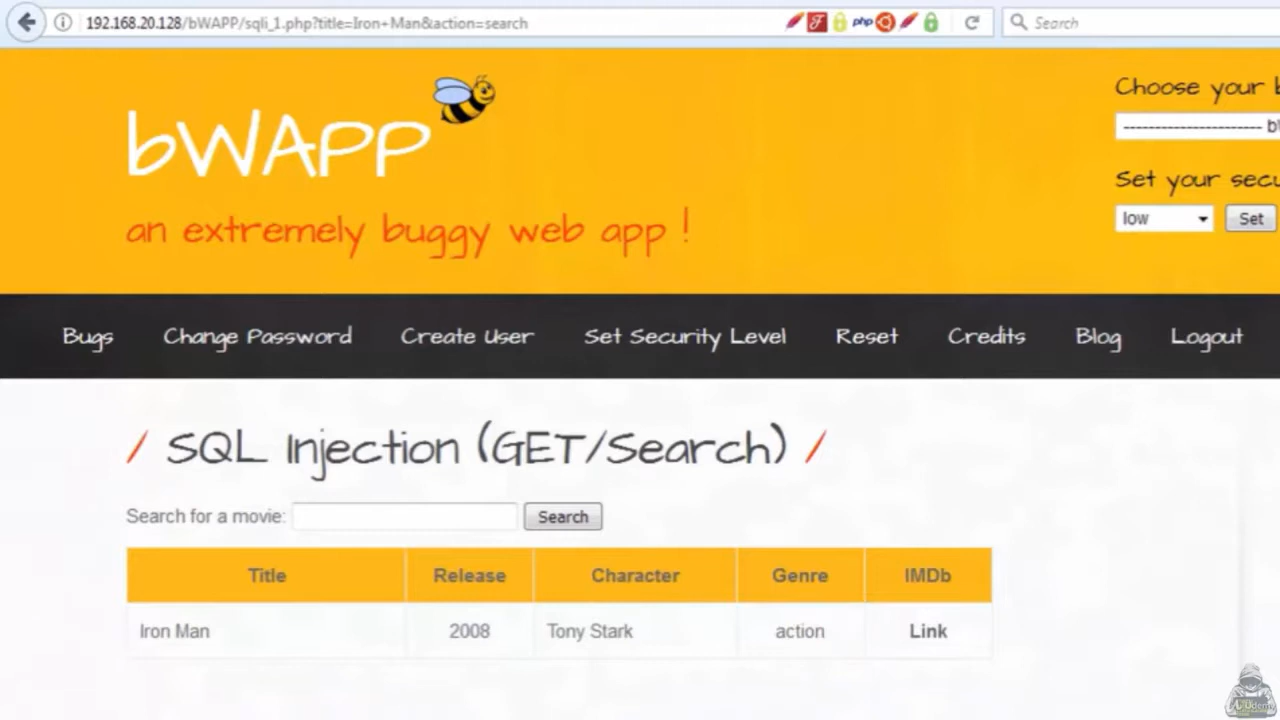 192.168.20.128/bWAPP/sqli_1.php?title=Iron+Man&action=search
php
Search
bWAPP
an extremely buggy web app !
Choose your b
---------------------- bW
Set your secu
low
Set
Bugs
Change Password
Create User
Set Security Level
Reset
Credits
Blog
Logout
/ SQL Injection (GET/Search) /
Search for a movie:
Search
Title Release Character Genre IMDb
Iron Man 2008 Tony Stark action Link
Udemy